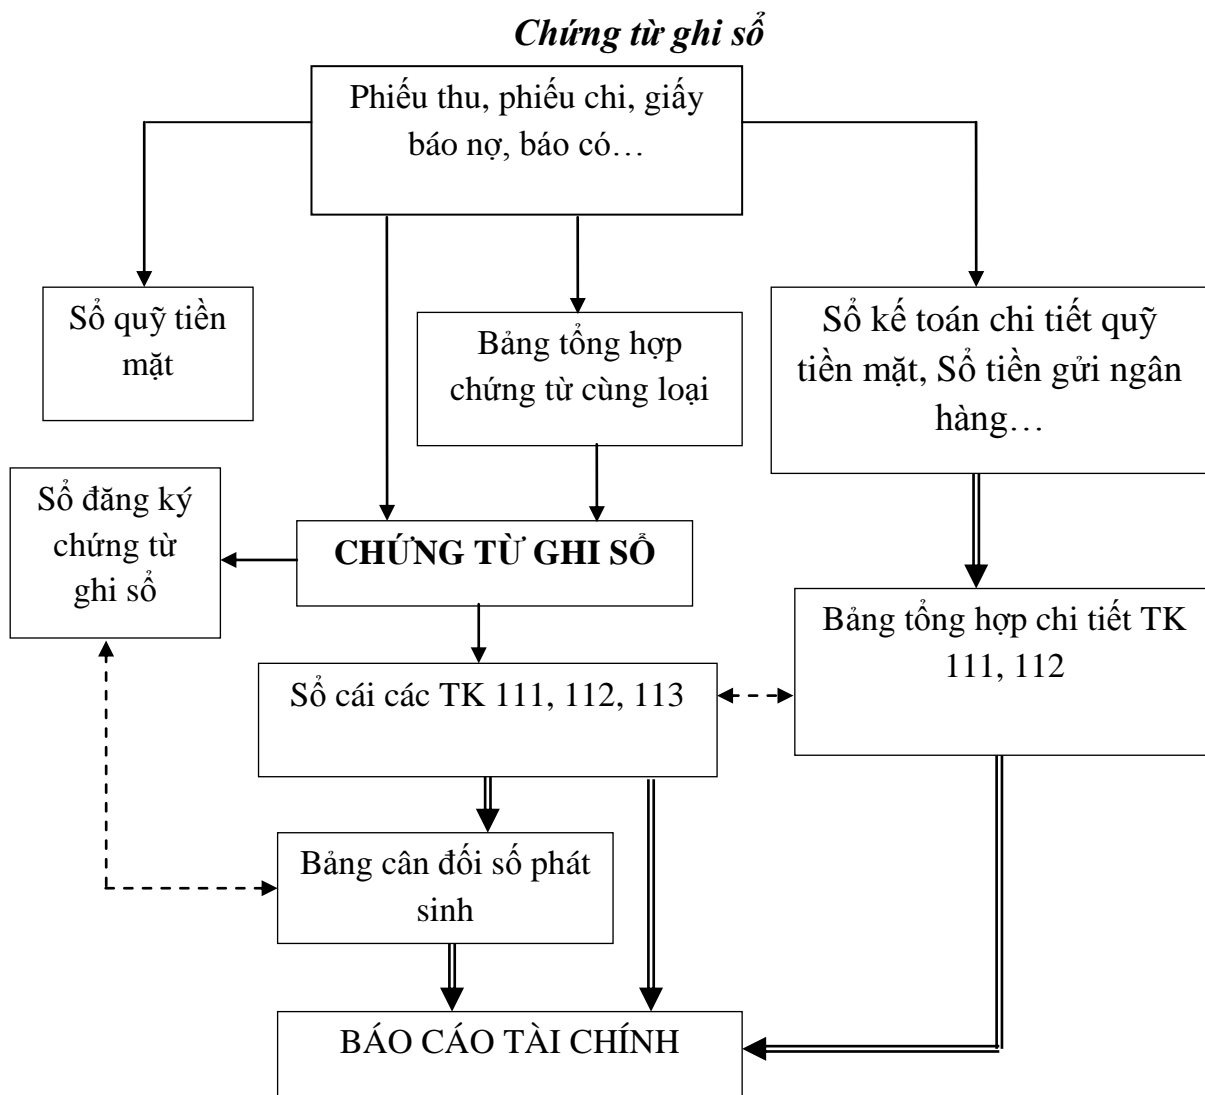 Chứng từ ghi sổ
Phiếu thu, phiếu chi, giấy
báo nợ, báo có…
Sổ quỹ tiền
mặt
Bảng tổng hợp
chứng từ cùng loại
Sổ kế toán chi tiết quỹ
tiền mặt, Sổ tiền gửi ngân
hàng…
Sổ đăng ký
chứng từ
ghi sổ
CHỨNG TỪ GHI SỔ
Bảng tổng hợp chi tiết TK
111, 112
Sổ cái các TK 111, 112, 113
Bảng cân đối số phát
sinh
BÁO CÁO TÀI CHÍNH